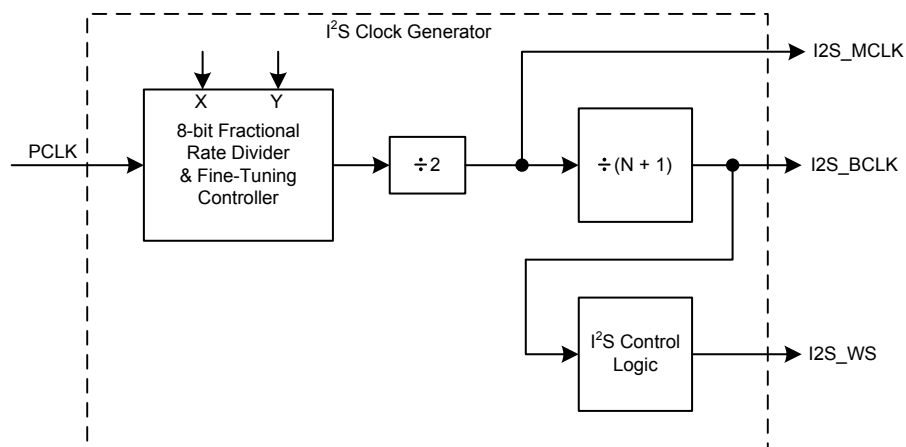 I²S Clock Generator
I2S_MCLK
X Y
8-bit Fractional
Rate Divider
& Fine-Tuning
Controller
PCLK
÷2
÷(N + 1)
I2S_BCLK
I²S Control
Logic
I2S_WS